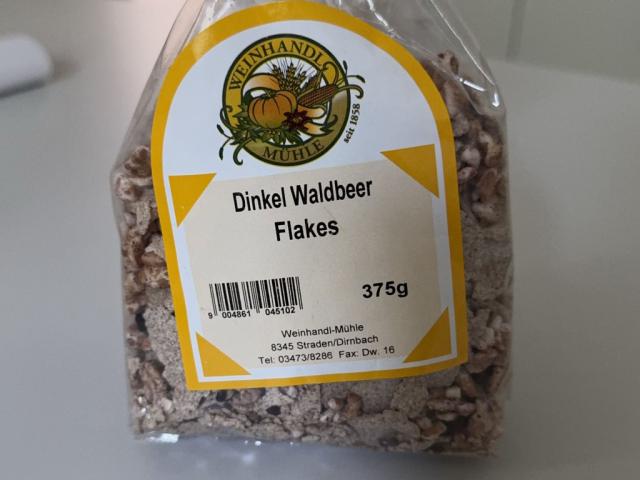 WEINHANDL
MÜHLE
seit 1858
Dinkel Waldbeer
Flakes
375g
9 004861 045102
Weinhandl-Mühle
8345 Straden/Dirnbach
Tel: 03473/8286 Fax: Dw. 16